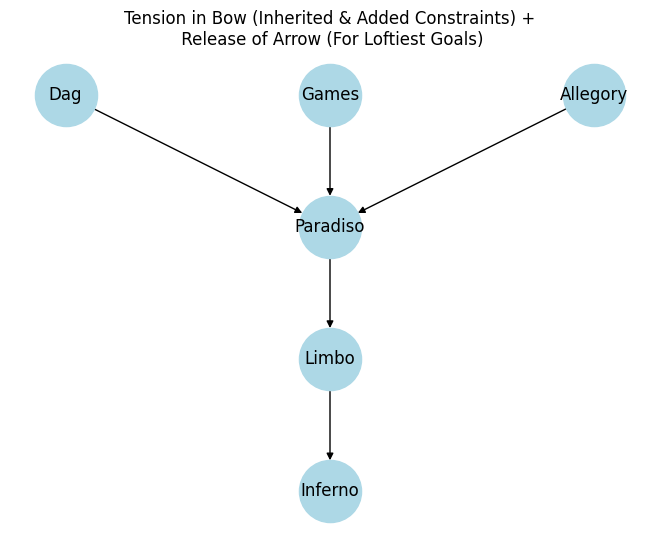 Tension in Bow (Inherited & Added Constraints) +
Release of Arrow (For Loftiest Goals)
Dag
Games
Allegory
Paradiso
Limbo
Inferno